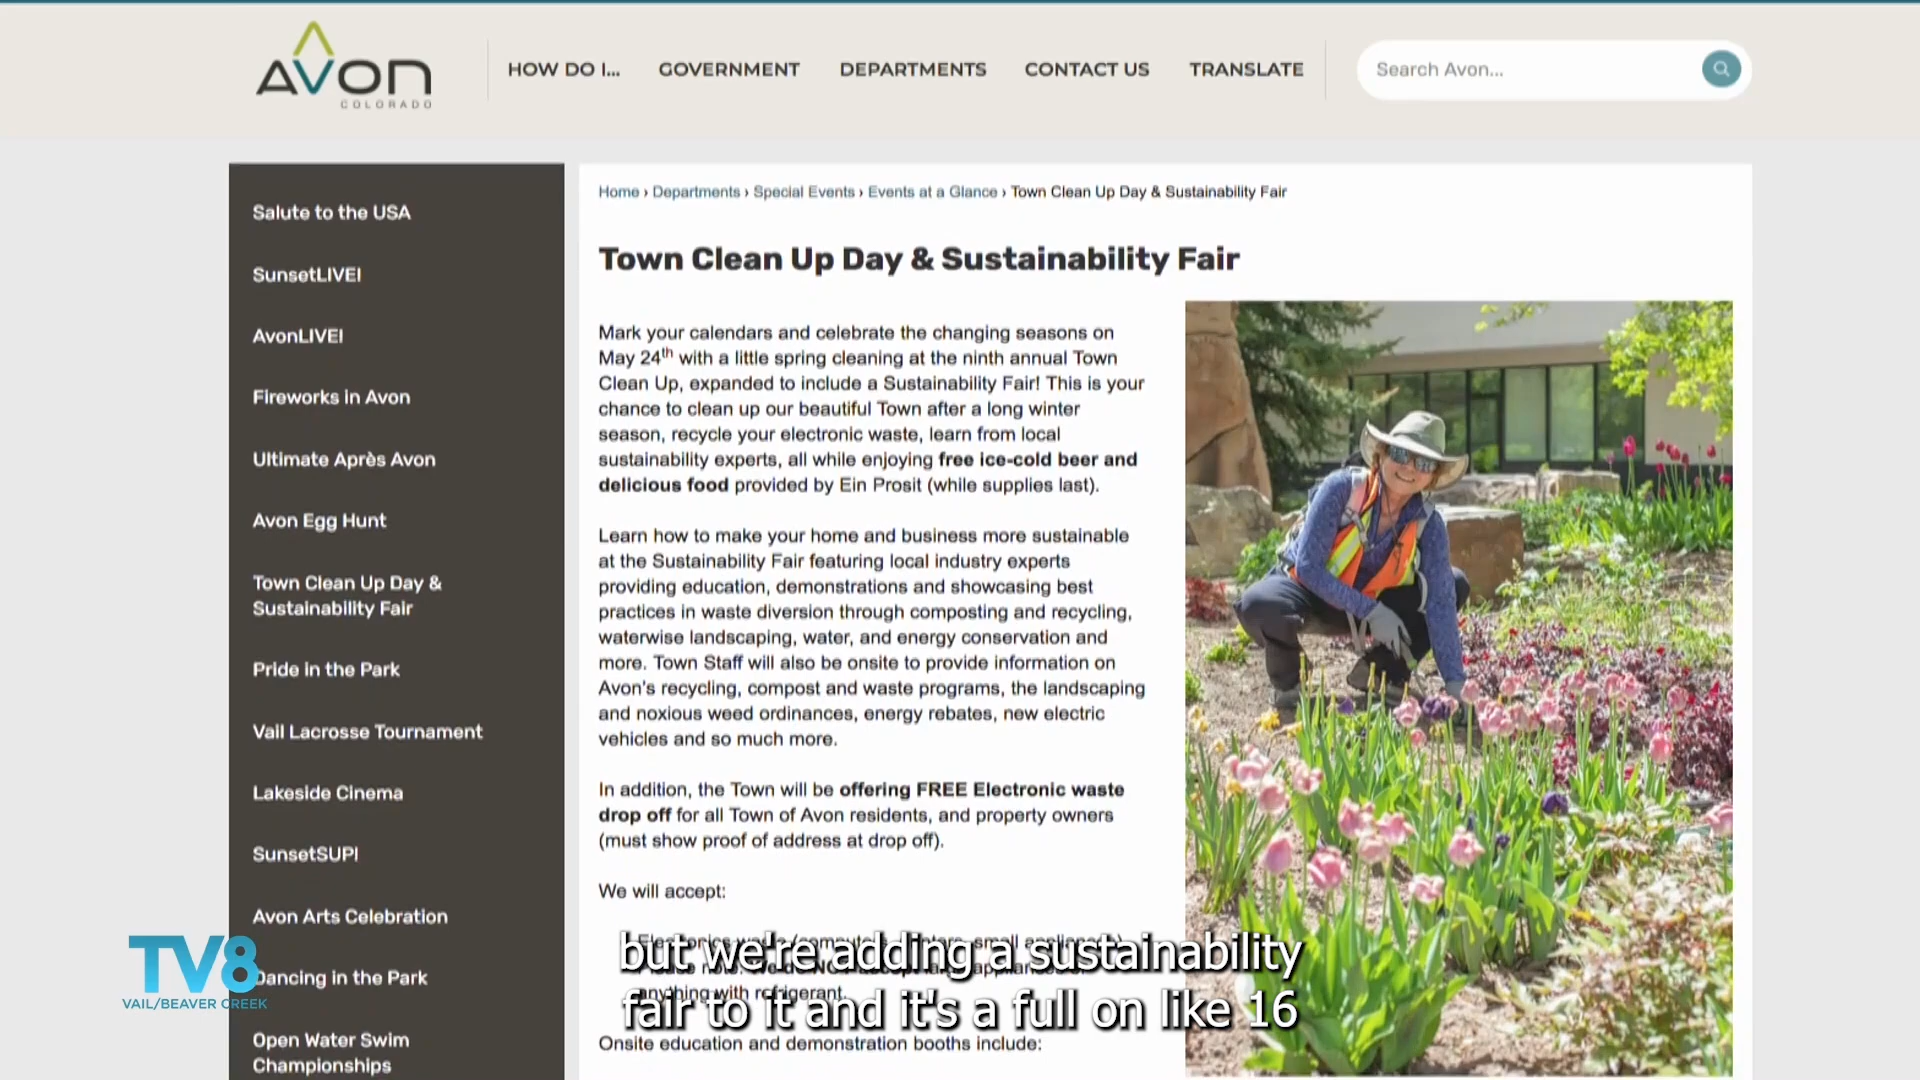 AVON
COLORADO
HOW DO I...
GOVERNMENT
DEPARTMENTS
CONTACT US
TRANSLATE
Search Avon...
Salute to the USA
SunsetLIVE!
AvonLIVE!
Fireworks in Avon
Ultimate Après Avon
Avon Egg Hunt
Town Clean Up Day &
Sustainability Fair
Pride in the Park
Vail Lacrosse Tournament
Lakeside Cinema
SunsetSUP!
Avon Arts Celebration
Dancing in the Park
Open Water Swim
Championships
Home › Departments › Special Events › Events at a Glance › Town Clean Up Day & Sustainability Fair
Town Clean Up Day & Sustainability Fair
Mark your calendars and celebrate the changing seasons on
May 24th with a little spring cleaning at the ninth annual Town
Clean Up, expanded to include a Sustainability Fair! This is your
chance to clean up our beautiful Town after a long winter
season, recycle your electronic waste, learn from local
sustainability experts, all while enjoying free ice-cold beer and
delicious food provided by Ein Prosit (while supplies last).
Learn how to make your home and business more sustainable
at the Sustainability Fair featuring local industry experts
providing education, demonstrations and showcasing best
practices in waste diversion through composting and recycling,
waterwise landscaping, water, and energy conservation and
more. Town Staff will also be onsite to provide information on
Avon's recycling, compost and waste programs, the landscaping
and noxious weed ordinances, energy rebates, new electric
vehicles and so much more.
In addition, the Town will be offering FREE Electronic waste
drop off for all Town of Avon residents, and property owners
(must show proof of address at drop off).
We will accept:
anything with refrigerant.
Onsite education and demonstration booths include:
but we're adding a sustainability
fair to it and it's a full on like 16
TV8
VAIL/BEAVER CREEK